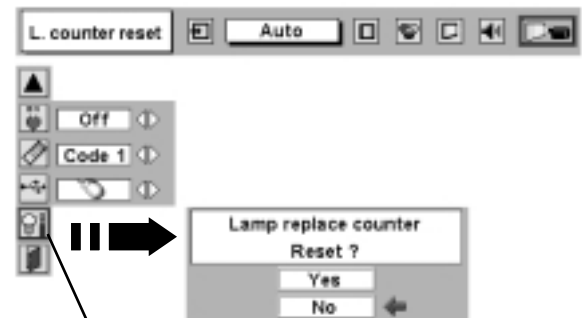 L. counter reset
Auto
Off
Code 1
Lamp replace counter
Reset ?
Yes
No